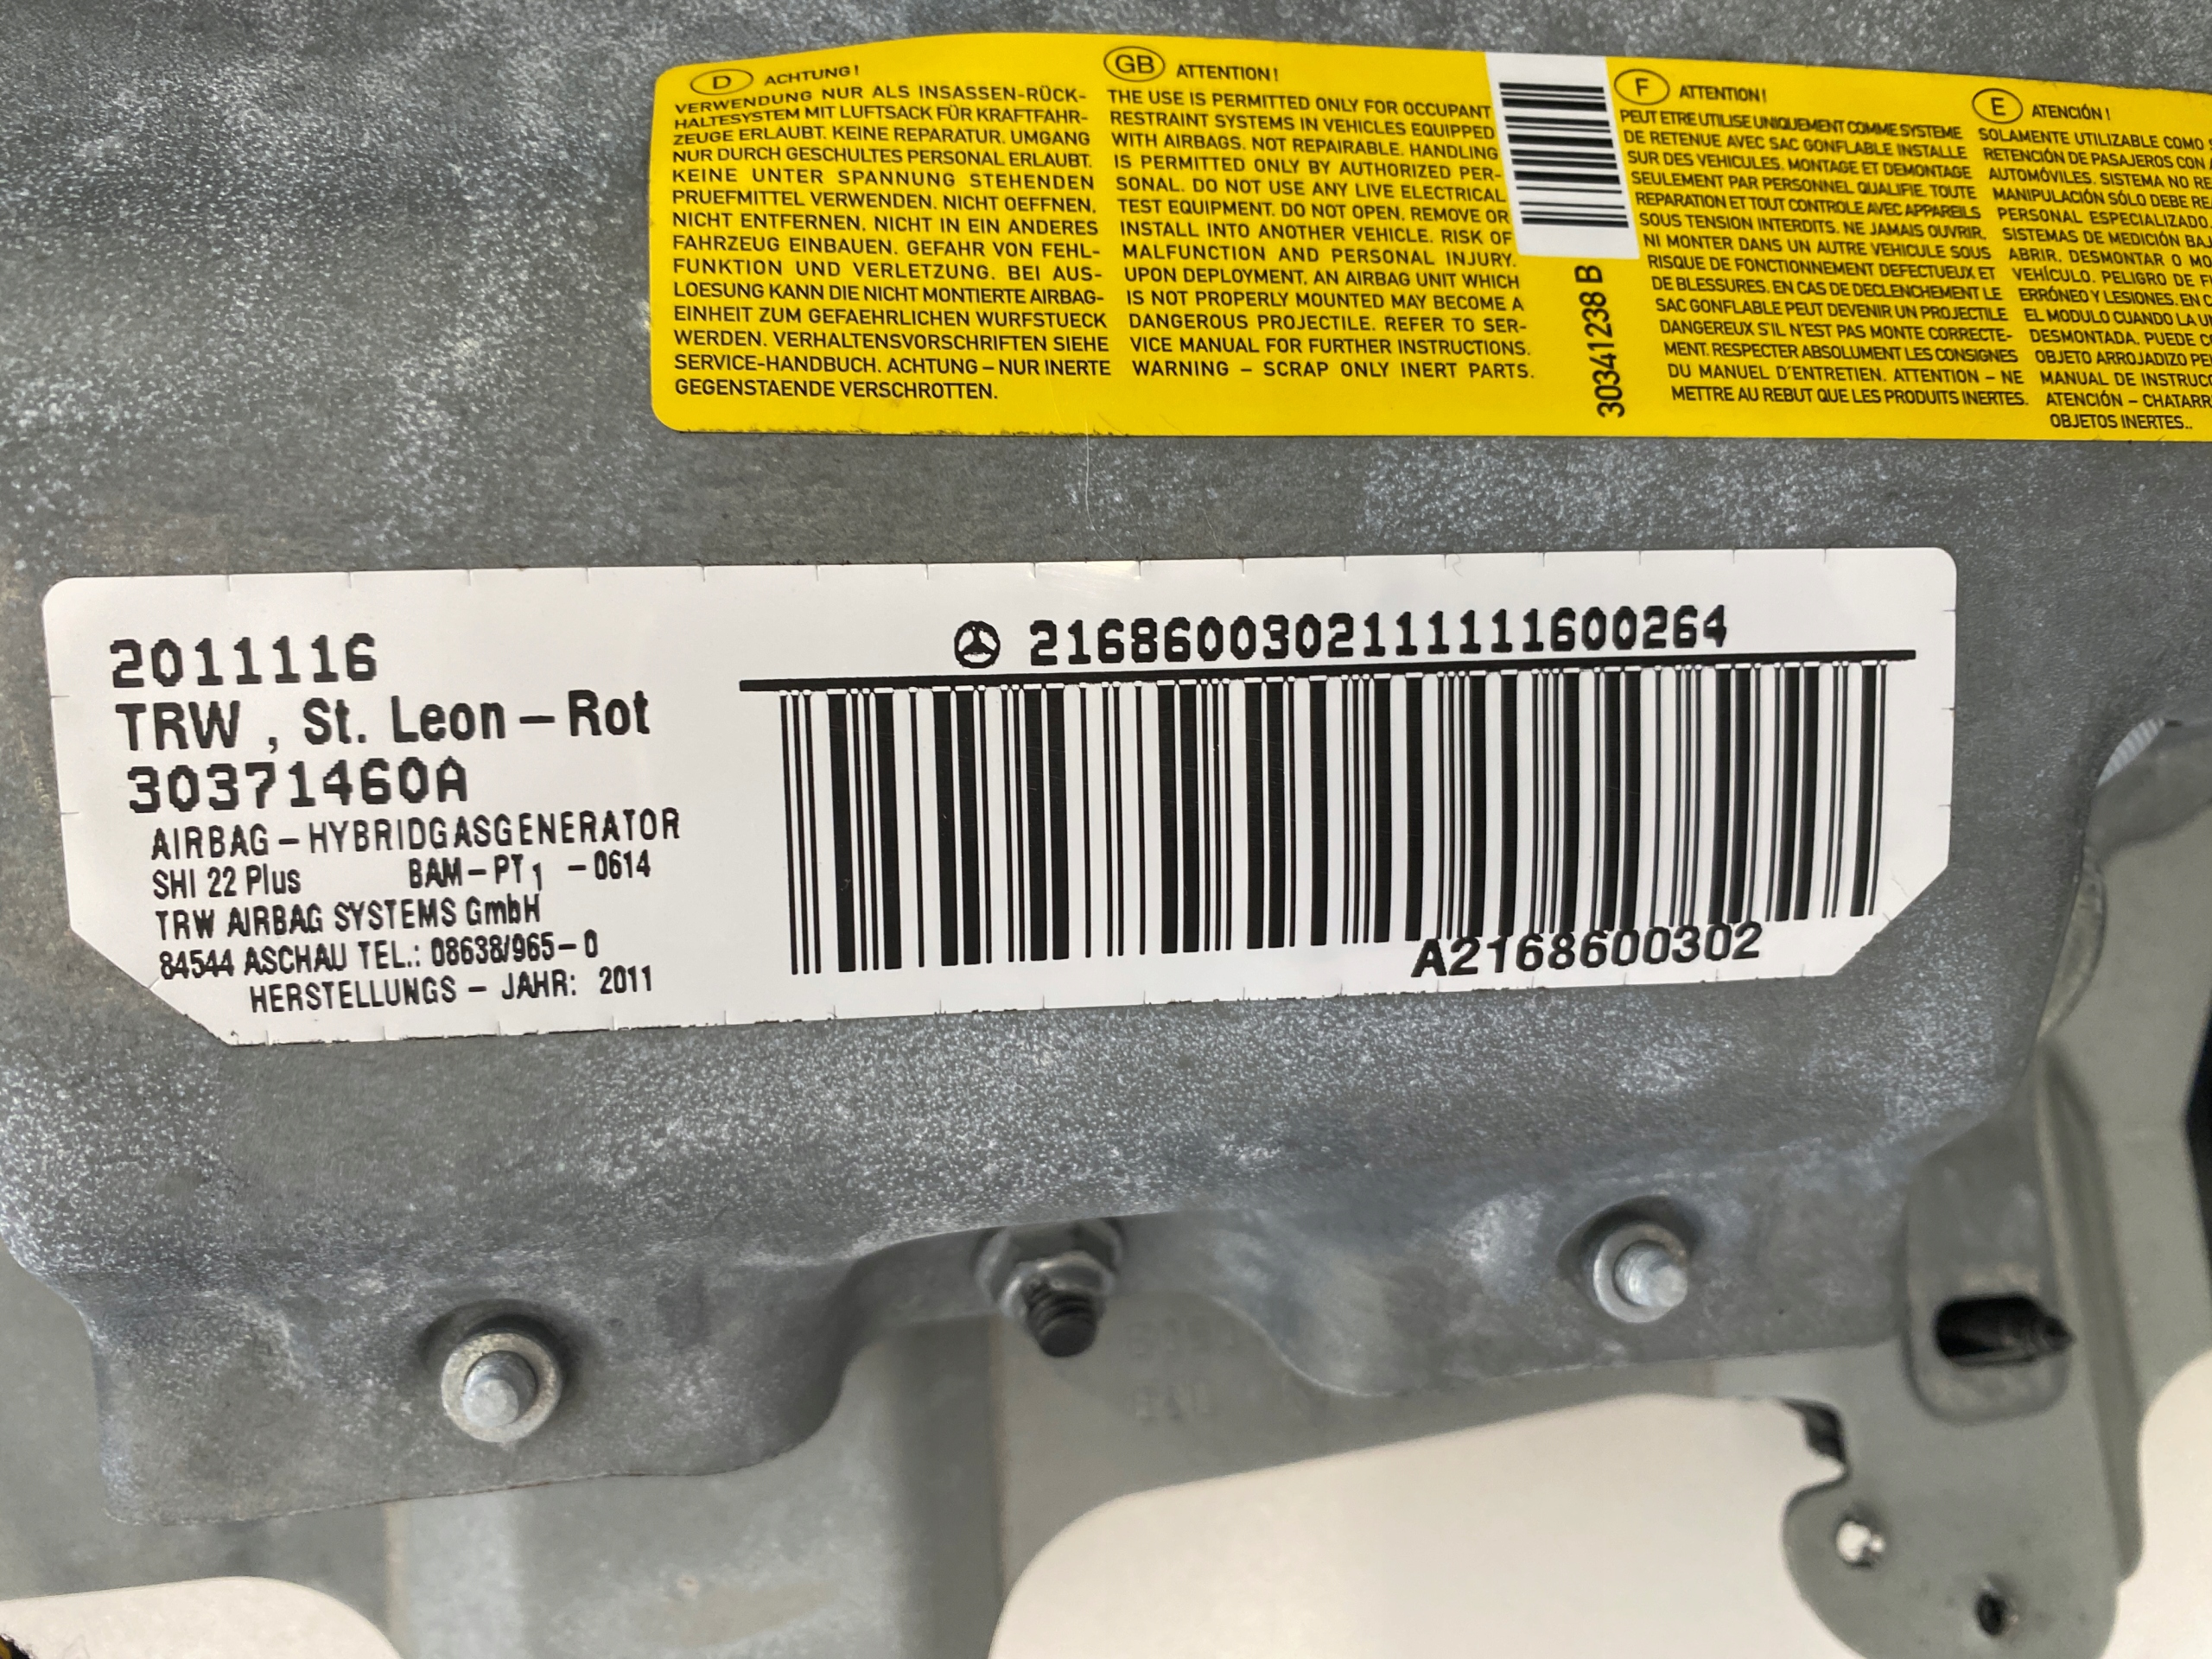 D ACHTUNG!
VERWENDUNG NUR ALS INSASSEN-RÜCK-
HALTESYSTEM MIT LUFTSACK FÜR KRAFTFAHR-
ZEUGE ERLAUBT. KEINE REPARATUR. UMGANG
NUR DURCH GESCHULTES PERSONAL ERLAUBT.
KEINE UNTER SPANNUNG STEHENDEN
PRUEFMITTEL VERWENDEN. NICHT OEFFNEN,
NICHT ENTFERNEN, NICHT IN EIN ANDERES
FAHRZEUG EINBAUEN. GEFAHR VON FEHL-
FUNKTION UND VERLETZUNG. BEI AUS-
LOESUNG KANN DIE NICHT MONTIERTE AIRBAG-
EINHEIT ZUM GEFAEHRLICHEN WURFSTUECK
WERDEN. VERHALTENSVORSCHRIFTEN SIEHE
SERVICE-HANDBUCH. ACHTUNG – NUR INERTE
GEGENSTAENDE VERSCHROTTEN.
GB ATTENTION!
THE USE IS PERMITTED ONLY FOR OCCUPANT
RESTRAINT SYSTEMS IN VEHICLES EQUIPPED
WITH AIRBAGS. NOT REPAIRABLE. HANDLING
IS PERMITTED ONLY BY AUTHORIZED PER-
SONAL. DO NOT USE ANY LIVE ELECTRICAL
TEST EQUIPMENT. DO NOT OPEN, REMOVE OR
INSTALL INTO ANOTHER VEHICLE. RISK OF
MALFUNCTION AND PERSONAL INJURY.
UPON DEPLOYMENT, AN AIRBAG UNIT WHICH
IS NOT PROPERLY MOUNTED MAY BECOME A
DANGEROUS PROJECTILE. REFER TO SER-
VICE MANUAL FOR FURTHER INSTRUCTIONS.
WARNING – SCRAP ONLY INERT PARTS.
30341238 B
F ATTENTION!
PEUT ETRE UTILISE UNIQUEMENT COMME SYSTEME
DE RETENUE AVEC SAC GONFLABLE INSTALLE
SUR DES VEHICULES. MONTAGE ET DEMONTAGE
SEULEMENT PAR PERSONNEL QUALIFIE. TOUTE
REPARATION ET TOUT CONTROLE AVEC APPAREILS
SOUS TENSION INTERDITS. NE JAMAIS OUVRIR,
NI MONTER DANS UN AUTRE VEHICULE SOUS
RISQUE DE FONCTIONNEMENT DEFECTUEUX ET
DE BLESSURES. EN CAS DE DECLENCHEMENT LE
SAC GONFLABLE PEUT DEVENIR UN PROJECTILE
DANGEREUX S'IL N'EST PAS MONTE CORRECTE-
MENT. RESPECTER ABSOLUMENT LES CONSIGNES
DU MANUEL D'ENTRETIEN. ATTENTION – NE
METTRE AU REBUT QUE LES PRODUITS INERTES.
E ATENCIÓN!
SOLAMENTE UTILIZABLE COMO
RETENCIÓN DE PASAJEROS CON
AUTOMÓVILES. SISTEMA NO
MANIPULACIÓN SÓLO DEBE
PERSONAL ESPECIALIZADO.
SISTEMAS DE MEDICIÓN
ABRIR, DESMONTAR O
VEHÍCULO. PELIGRO DE
ERRÓNEO Y LESIONES. EN
EL MODULO CUANDO LA
DESMONTADA, PUEDE
OBJETO ARROJADIZO
MANUAL DE
ATENCIÓN –
OBJETOS INERTES..
2011116
TRW , St. Leon – Rot
30371460A
AIRBAG – HYBRIDGASGENERATOR
SHI 22 Plus BAM – PT 1 – 0614
TRW AIRBAG SYSTEMS GmbH
84544 ASCHAU TEL.: 08638/965 – 0
HERSTELLUNGS – JAHR: 2011
2168600302111111600264
A2168600302